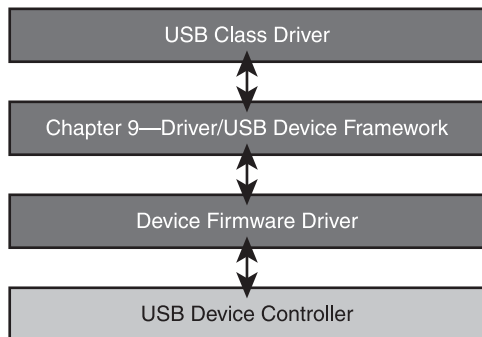 USB Class Driver
Chapter 9—Driver/USB Device Framework
Device Firmware Driver
USB Device Controller